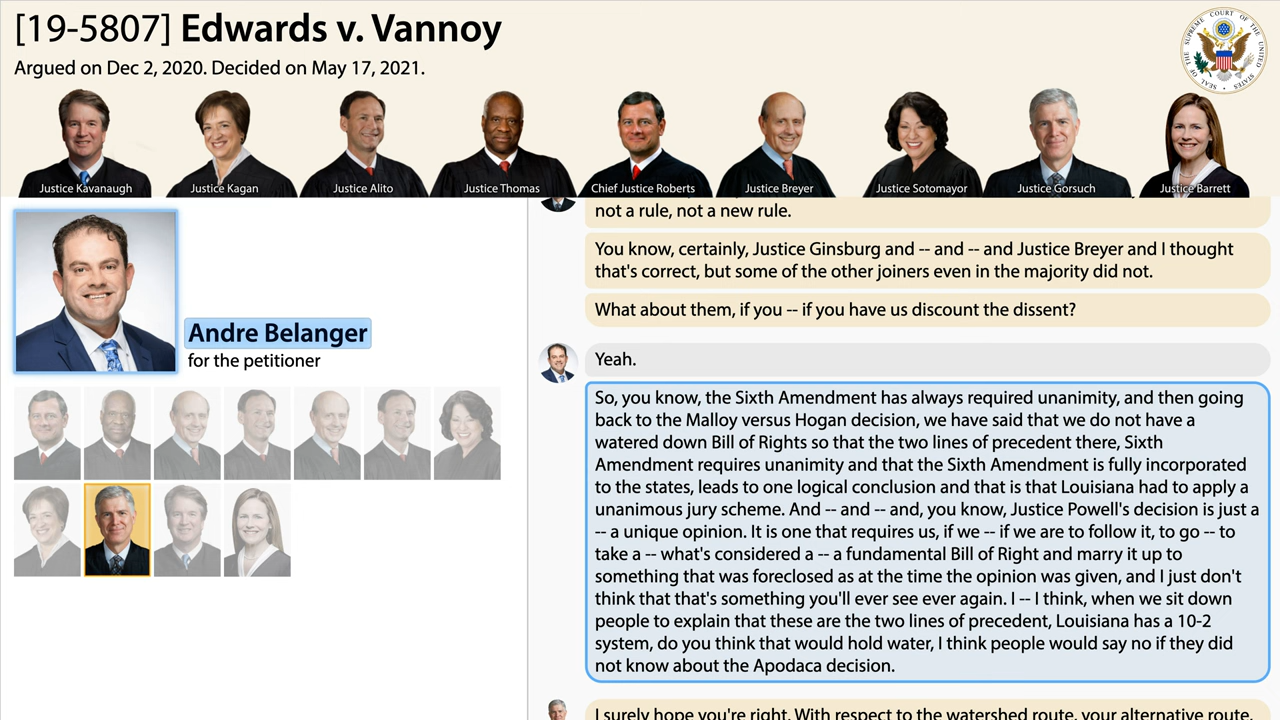 [19-5807] Edwards v. Vannoy
Argued on Dec 2, 2020. Decided on May 17, 2021.
SEAL OF THE SUPREME COURT OF THE UNITED STATES
Justice Kavanaugh
Justice Kagan
Justice Alito
Justice Thomas
Chief Justice Roberts
Justice Breyer
Justice Sotomayor
Justice Gorsuch
Justice Barrett
Andre Belanger
for the petitioner
not a rule, not a new rule.
You know, certainly, Justice Ginsburg and -- and -- and Justice Breyer and I thought
that's correct, but some of the other joiners even in the majority did not.
What about them, if you -- if you have us discount the dissent?
Yeah.
So, you know, the Sixth Amendment has always required unanimity, and then going
back to the Malloy versus Hogan decision, we have said that we do not have a
watered down Bill of Rights so that the two lines of precedent there, Sixth
Amendment requires unanimity and that the Sixth Amendment is fully incorporated
to the states, leads to one logical conclusion and that is that Louisiana had to apply a
unanimous jury scheme. And -- and -- and, you know, Justice Powell's decision is just a
-- a unique opinion. It is one that requires us, if we -- if we are to follow it, to go -- to
take a -- what's considered a -- a fundamental Bill of Right and marry it up to
something that was foreclosed as at the time the opinion was given, and I just don't
think that that's something you'll ever see ever again. I -- I think, when we sit down
people to explain that these are the two lines of precedent, Louisiana has a 10-2
system, do you think that would hold water, I think people would say no if they did
not know about the Apodaca decision.
I surely hope you're right. With respect to the watershed route, your alternative route,